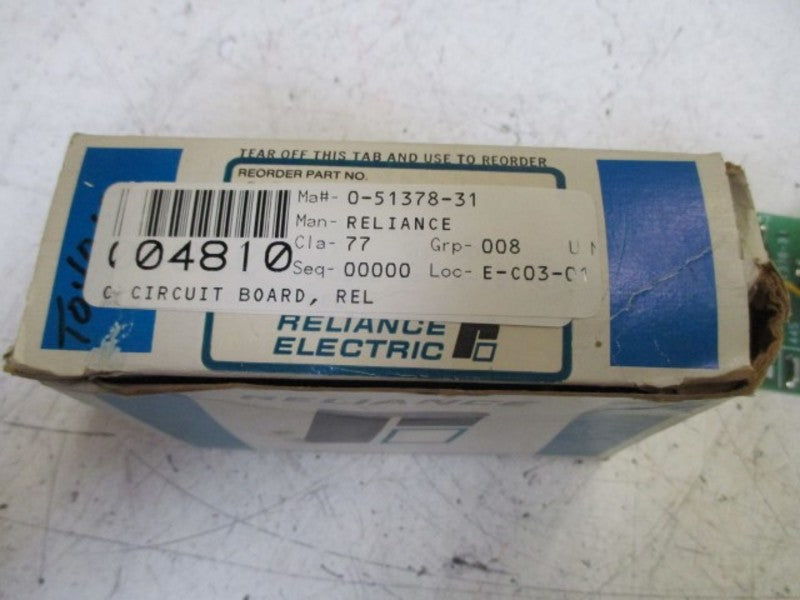 TEAR OFF THIS TAB AND USE TO REORDER
REORDER PART NO.
Ma#- 0-51378-31
Man- RELIANCE
Cla- 77 Grp- 008 U
04810 Seq- 00000 Loc- E-C03-01
C- CIRCUIT BOARD, REL
RELIANCE
ELECTRIC
RELIANCE